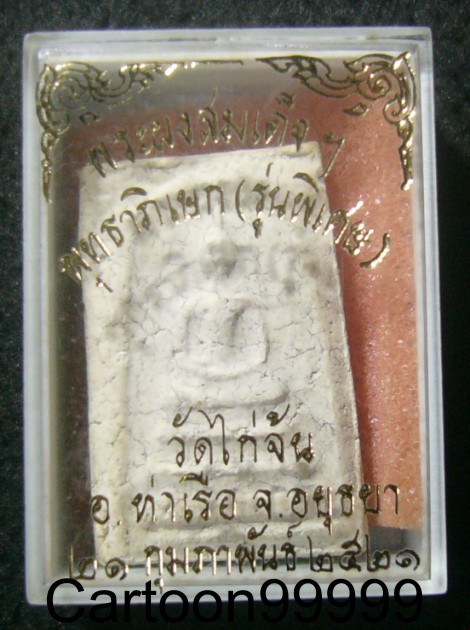 พระผงสมเด็จฯ
พุทธาภิเษก(รุ่นพิเศษ)
วัดไก่จ้น
อ.ท่าเรือ จ.อยุธยา
๒๑ กุมภาพันธ์ ๒๕๒๑
Cartoon99999